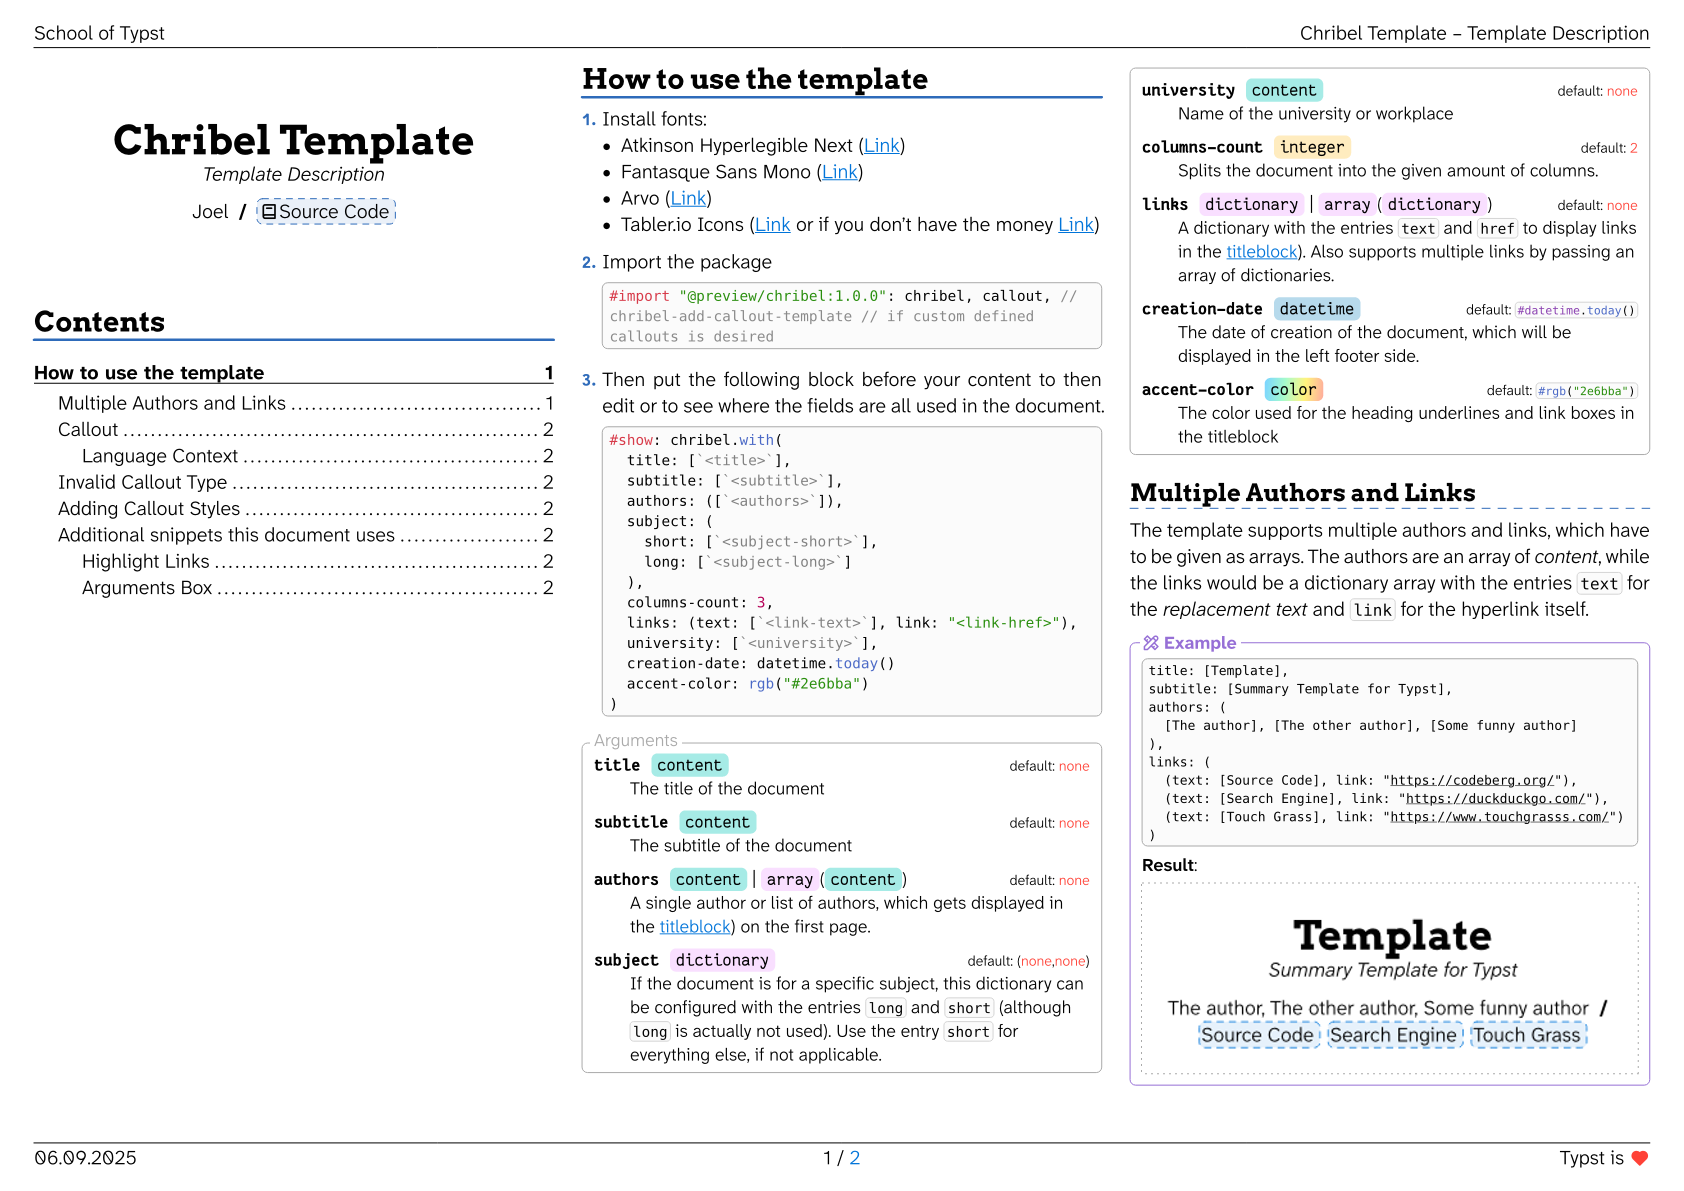 School of Typst
Chribel Template – Template Description
Chribel Template
Template Description
Joel / Source Code
Contents
How to use the template 1
Multiple Authors and Links 1
Callout 2
Language Context 2
Invalid Callout Type 2
Adding Callout Styles 2
Additional snippets this document uses 2
Highlight Links 2
Arguments Box 2
How to use the template
1. Install fonts:
• Atkinson Hyperlegible Next (Link)
• Fantasque Sans Mono (Link)
• Arvo (Link)
• Tabler.io Icons (Link or if you don't have the money Link)
2. Import the package
#import "@preview/chribel:1.0.0": chribel, callout, //
chribel-add-callout-template // if custom defined
callouts is desired
3. Then put the following block before your content to then
edit or to see where the fields are all used in the document.
#show: chribel.with(
title: [`<title>`],
subtitle: [`<subtitle>`],
authors: ([`<authors>`]),
subject: (
short: [`<subject-short>`],
long: [`<subject-long>`]
),
columns-count: 3,
links: (text: [`<link-text>`], link: "<link-href>"),
university: [`<university>`],
creation-date: datetime.today()
accent-color: rgb("#2e6bba")
)
Arguments
title content default: none
The title of the document
subtitle content default: none
The subtitle of the document
authors content | array(content) default: none
A single author or list of authors, which gets displayed in
the titleblock) on the first page.
subject dictionary default: (none,none)
If the document is for a specific subject, this dictionary can
be configured with the entries long and short (although
long is actually not used). Use the entry short for
everything else, if not applicable.
university content default: none
Name of the university or workplace
columns-count integer default: 2
Splits the document into the given amount of columns.
links dictionary | array(dictionary) default: none
A dictionary with the entries text and href to display links
in the titleblock). Also supports multiple links by passing an
array of dictionaries.
creation-date datetime default: #datetime.today()
The date of creation of the document, which will be
displayed in the left footer side.
accent-color color default: #rgb("2e6bba")
The color used for the heading underlines and link boxes in
the titleblock
Multiple Authors and Links
The template supports multiple authors and links, which have
to be given as arrays. The authors are an array of content, while
the links would be a dictionary array with the entries text for
the replacement text and link for the hyperlink itself.
Example
title: [Template],
subtitle: [Summary Template for Typst],
authors: (
[The author], [The other author], [Some funny author]
),
links: (
(text: [Source Code], link: "https://codeberg.org/"),
(text: [Search Engine], link: "https://duckduckgo.com/"),
(text: [Touch Grass], link: "https://www.touchgrasss.com/")
)
Result:
Template
Summary Template for Typst
The author, The other author, Some funny author /
Source Code Search Engine Touch Grass
06.09.2025
1 / 2
Typst is ❤